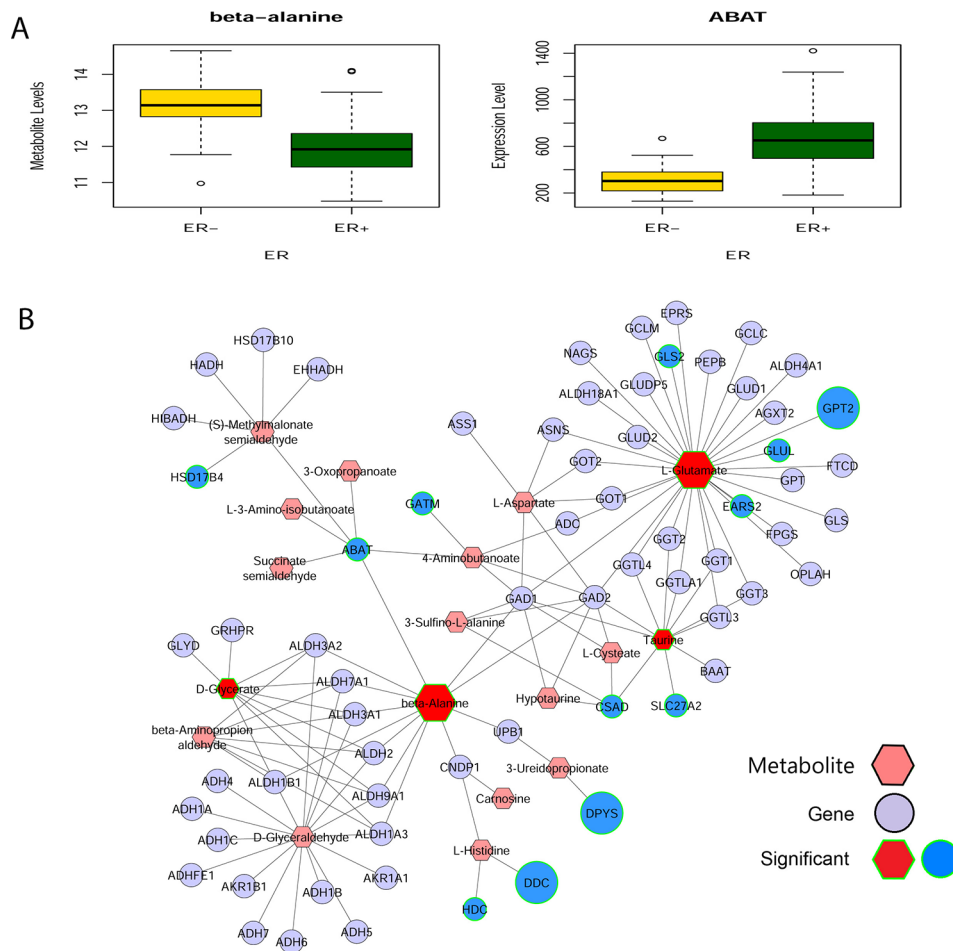 A
beta-alanine
ABAT
Metabolite Levels
14
13
12
11
ER-
ER+
ER
Expression Level
1400
1000
600
200
ER-
ER+
ER
B
HSD17B10
HADH
EHHADH
HIBADH
(S)-Methylmalonate
semialdehyde
HSD17B4
3-Oxopropanoate
L-3-Amino-isobutanoate
Succinate
semialdehyde
ABAT
GATM
4-Aminobutanoate
ASS1
ASNS
GOT2
L-Aspartate
GOT1
ADC
EPRS
GCLM
GCLC
NAGS
GLS2
PEPB
ALDH4A1
ALDH18A1
GLUDP5
GLUD1
AGXT2
GPT2
GLUD2
GLUL
L-Glutamate
GPT
FTCD
EARS2
FPGS
GLS
OPLAH
GGT2
GGTL4
GGT1
GGTLA1
GGT3
GGTL3
GAD1
GAD2
3-Sulfino-L-alanine
L-Cysteate
Taurine
BAAT
Hypotaurine
CSAD
SLC27A2
GRHPR
GLYD
ALDH3A2
D-Glycerate
ALDH7A1
beta-Alanine
ALDH3A1
beta-Aminopropion
aldehyde
ALDH2
UPB1
ADH4
ALDH1B1
CNDP1
3-Ureidopropionate
ALDH9A1
Carnosine
ADH1A
DPYS
ADH1C
D-Glyceraldehyde
ALDH1A3
L-Histidine
ADHFE1
AKR1B1
ADH1B
AKR1A1
DDC
HDC
ADH7
ADH6
ADH5
Metabolite
Gene
Significant